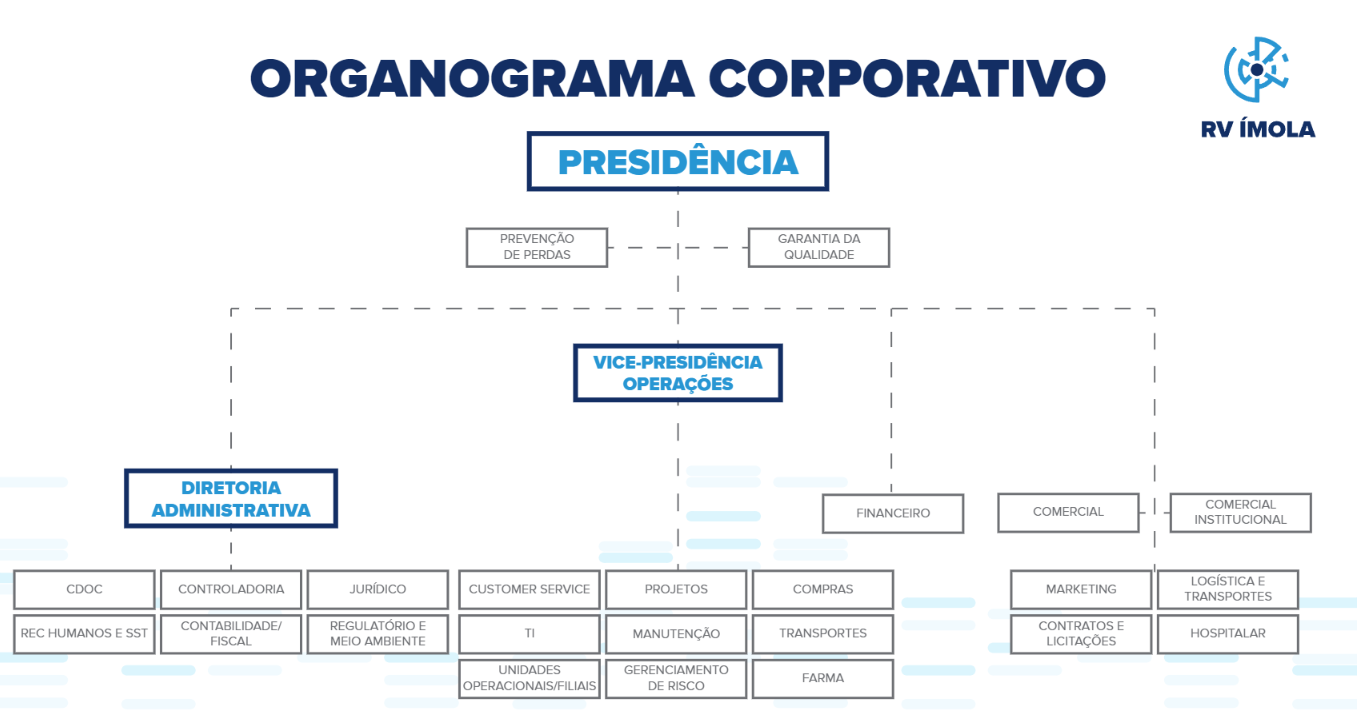 ORGANOGRAMA CORPORATIVO
RV ÍMOLA
PRESIDÊNCIA
PREVENÇÃO
DE PERDAS
GARANTIA DA
QUALIDADE
VICE-PRESIDÊNCIA
OPERAÇÕES
DIRETORIA
ADMINISTRATIVA
FINANCEIRO
COMERCIAL
COMERCIAL
INSTITUCIONAL
CDOC
CONTROLADORIA
JURÍDICO
REC HUMANOS E SST
CONTABILIDADE/
FISCAL
REGULATÓRIO E
MEIO AMBIENTE
CUSTOMER SERVICE
PROJETOS
COMPRAS
TI
MANUTENÇÃO
TRANSPORTES
UNIDADES
OPERACIONAIS/FILIAIS
GERENCIAMENTO
DE RISCO
FARMA
MARKETING
LOGÍSTICA E
TRANSPORTES
CONTRATOS E
LICITAÇÕES
HOSPITALAR